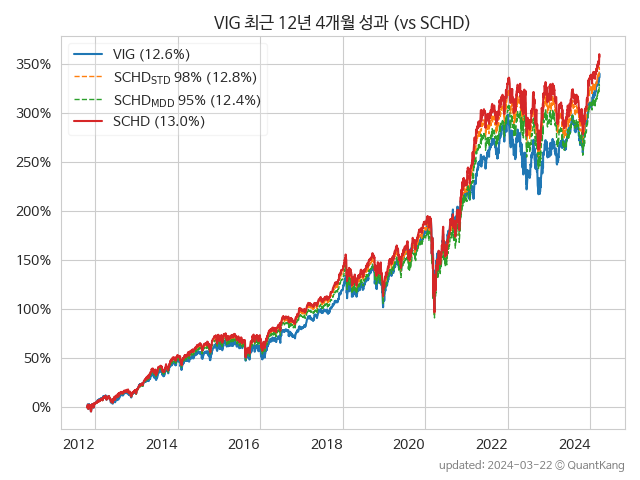 VIG 최근 12년 4개월 성과 (vs SCHD)
VIG (12.6%)
SCHD_STD 98% (12.8%)
SCHD_MDD 95% (12.4%)
SCHD (13.0%)
350%
300%
250%
200%
150%
100%
50%
0%
2012 2014 2016 2018 2020 2022 2024
updated: 2024-03-22 © QuantKang